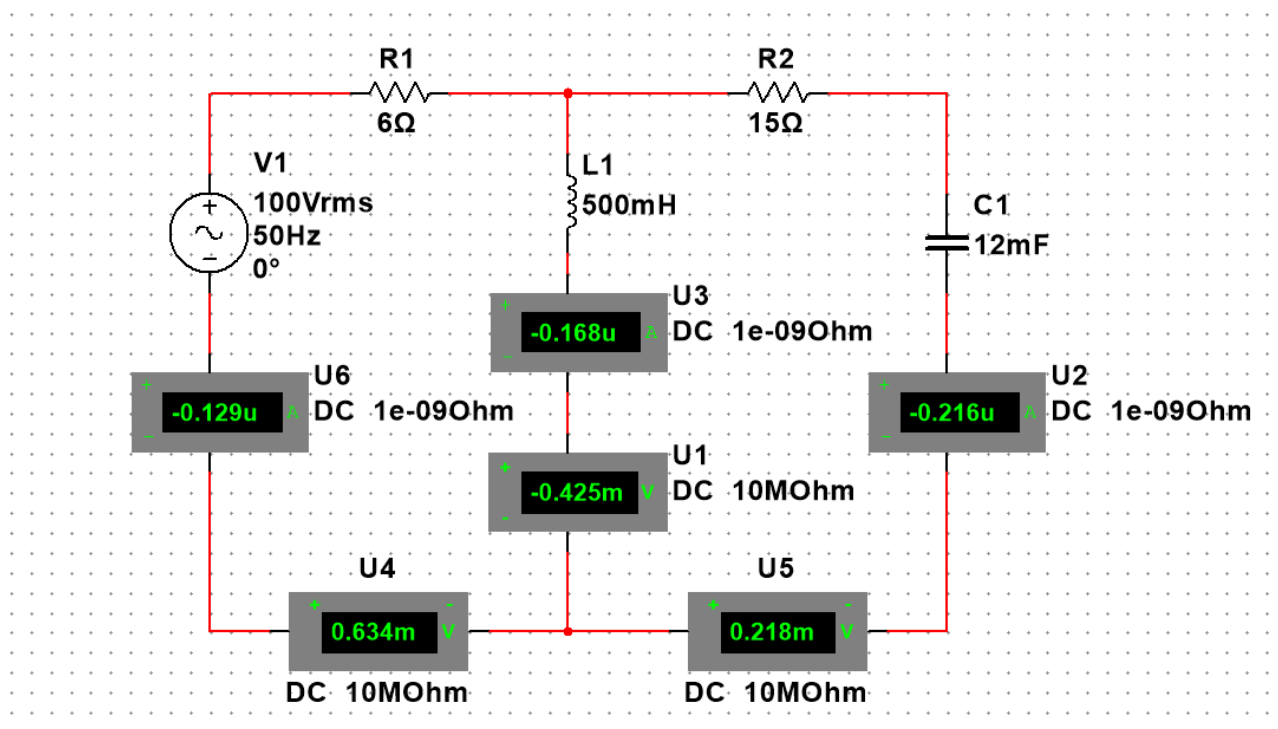 R1
6Ω
R2
15Ω
V1
+
100Vrms
50Hz
0°
L1
500mH
C1
12mF
U3
+
-0.168u A
DC 1e-09Ohm
U6
+
-0.129u A
DC 1e-09Ohm
U2
+
-0.216u A
DC 1e-09Ohm
U1
+
-0.425m V
DC 10MOhm
-
U4
+ -
0.634m V
DC 10MOhm
U5
+ -
0.218m V
DC 10MOhm